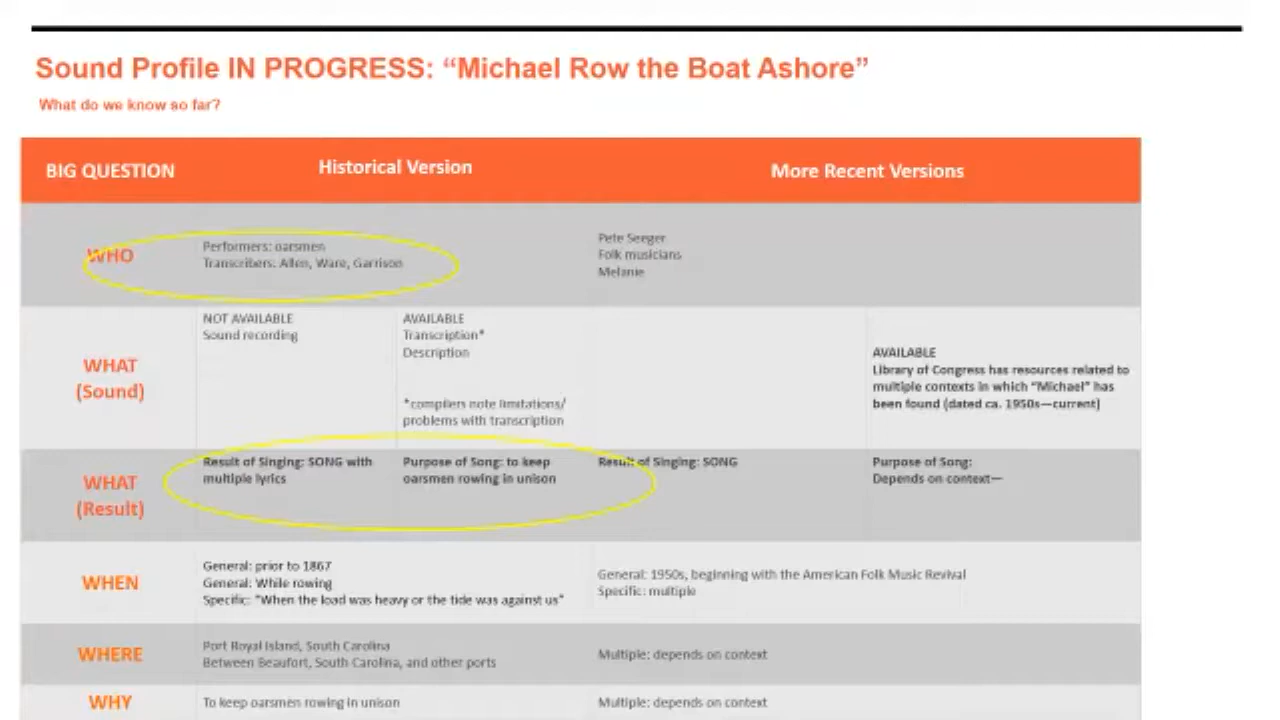 Sound Profile IN PROGRESS: “Michael Row the Boat Ashore”
What do we know so far?
BIG QUESTION
Historical Version
More Recent Versions
WHO
Performers: oarsmen
Transcribers: Allen, Ware, Garrison
Pete Seeger
Folk musicians
Melanie
WHAT
(Sound)
NOT AVAILABLE
Sound recording
AVAILABLE
Transcription*
Description
*compilers note limitations/
problems with transcription
AVAILABLE
Library of Congress has resources related to
multiple contexts in which “Michael” has
been found (dated ca. 1950s—current)
WHAT
(Result)
Result of Singing: SONG with
multiple lyrics
Purpose of Song: to keep
oarsmen rowing in unison
Result of Singing: SONG
Purpose of Song:
Depends on context—
WHEN
General: prior to 1867
General: While rowing
Specific: “When the load was heavy or the tide was against us”
General: 1950s, beginning with the American Folk Music Revival
Specific: multiple
WHERE
Port Royal Island, South Carolina
Between Beaufort, South Carolina, and other ports
Multiple: depends on context
WHY
To keep oarsmen rowing in unison
Multiple: depends on context